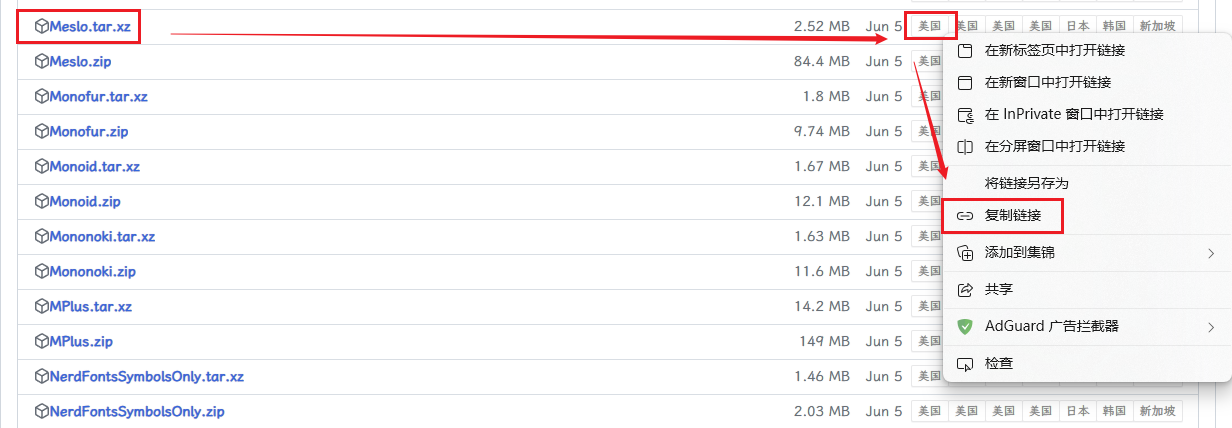 Meslo.tar.xz 2.52 MB Jun 5 美国 美国 美国 美国 日本 韩国 新加坡
Meslo.zip 84.4 MB Jun 5 美国
在新标签页中打开链接
Monofur.tar.xz 1.8 MB Jun 5 美国
在新窗口中打开链接
Monofur.zip 9.74 MB Jun 5 美国
在 InPrivate 窗口中打开链接
Monoid.tar.xz 1.67 MB Jun 5 美国
在分屏窗口中打开链接
Monoid.zip 12.1 MB Jun 5 美国
将链接另存为
Mononoki.tar.xz 1.63 MB Jun 5 美国
复制链接
Mononoki.zip 11.6 MB Jun 5 美国
添加到集锦
MPlus.tar.xz 14.2 MB Jun 5 美国
共享
MPlus.zip 149 MB Jun 5 美国
AdGuard 广告拦截器
NerdFontsSymbolsOnly.tar.xz 1.46 MB Jun 5 美国
检查
NerdFontsSymbolsOnly.zip 2.03 MB Jun 5 美国 美国 美国 美国 日本 韩国 新加坡